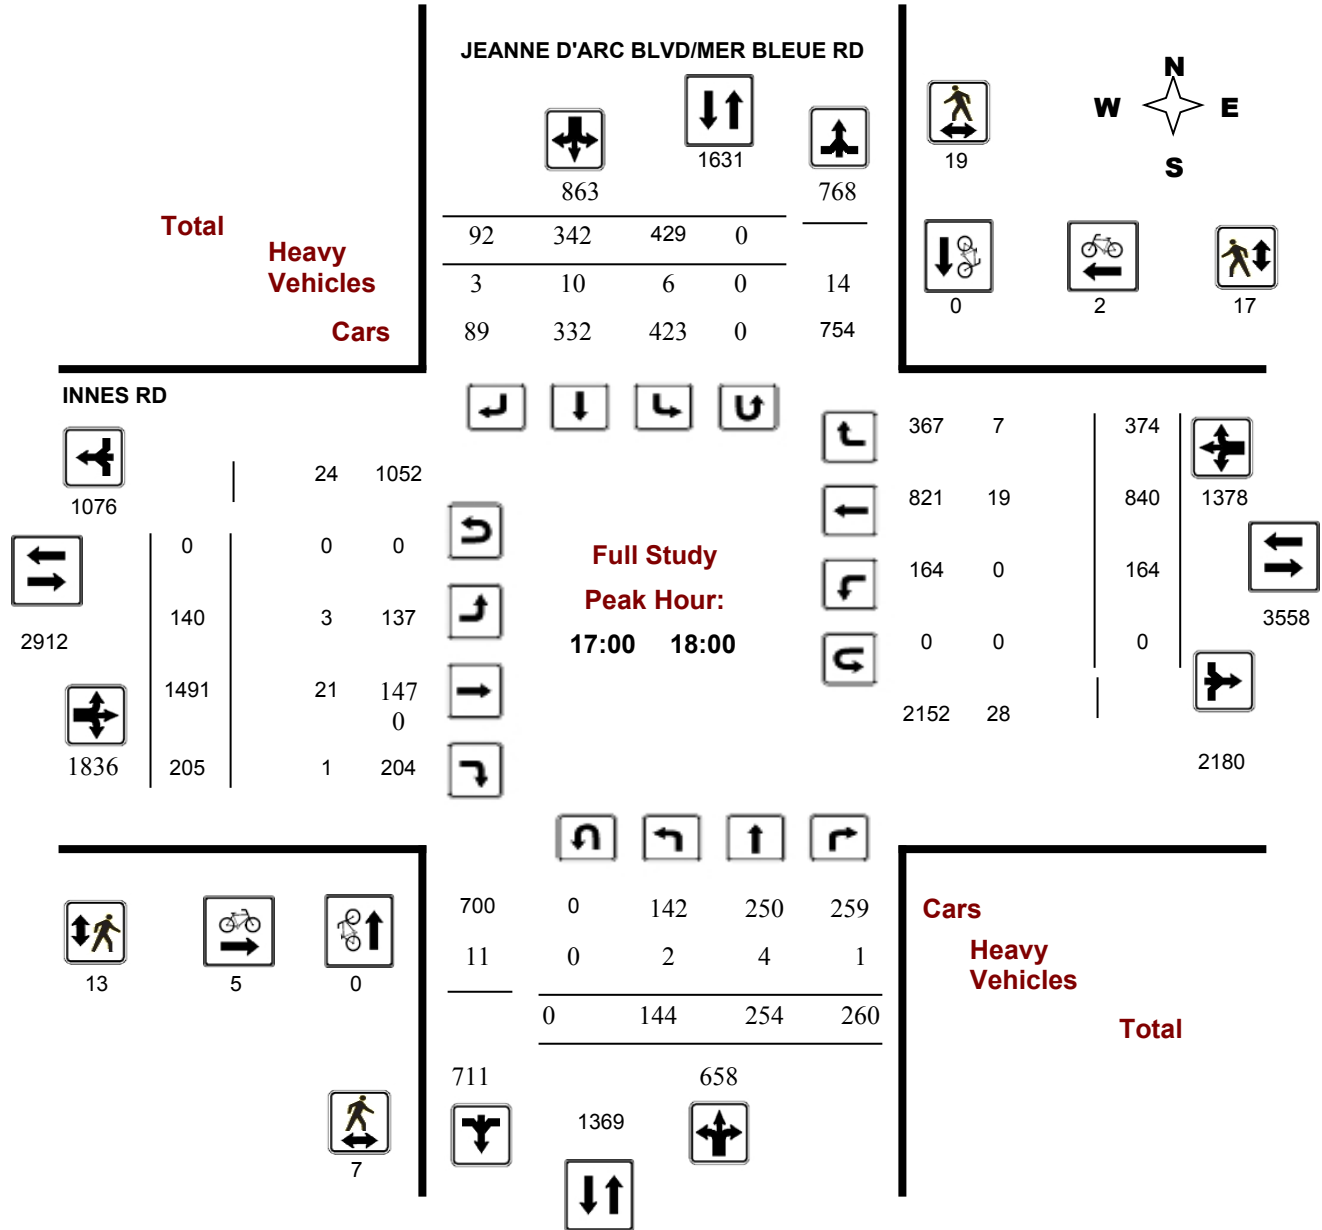 JEANNE D'ARC BLVD/MER BLEUE RD
N
W E
S
1631
19
863 768
Total
92 342 429 0
Heavy
Vehicles
3 10 6 0 14
0 2 17
Cars
89 332 423 0 754
INNES RD
367 7 374
24 1052
1076
821 19 840 1378
0 0 0
Full Study
164 0 164
Peak Hour:
140 3 137
3558
2912
17:00 18:00
0 0 0
1491 21 147
0
2152 28
1836 205 1 204
2180
700 0 142 250 259
Cars
11 0 2 4 1
Heavy
Vehicles
13 5 0
0 144 254 260
Total
711 658
1369
7